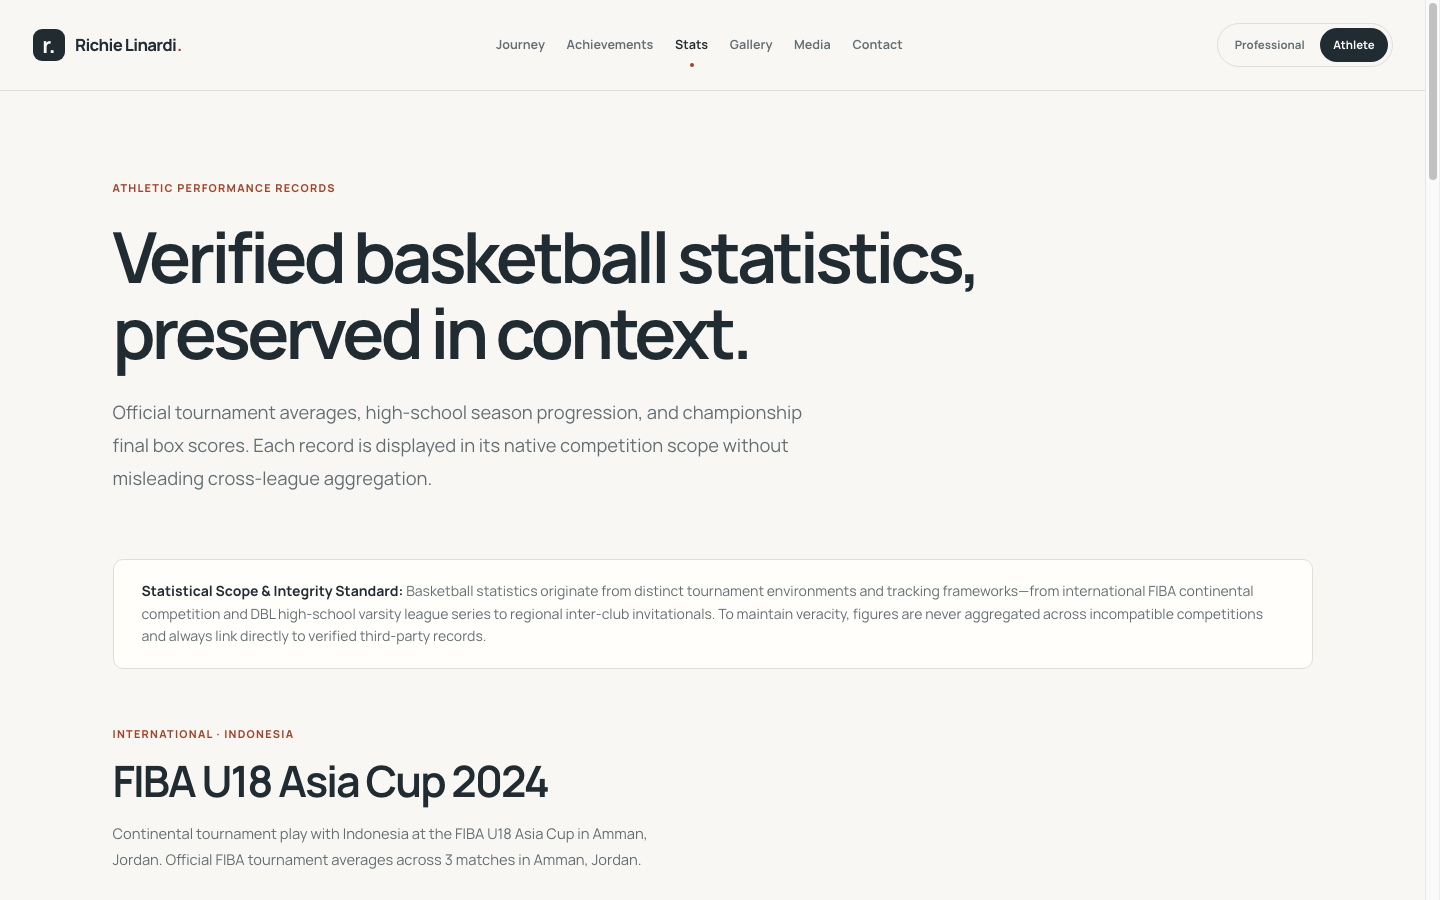 r. Richie Linardi.
Journey Achievements Stats Gallery Media Contact
Professional Athlete
ATHLETIC PERFORMANCE RECORDS
Verified basketball statistics,
preserved in context.
Official tournament averages, high-school season progression, and championship
final box scores. Each record is displayed in its native competition scope without
misleading cross-league aggregation.
Statistical Scope & Integrity Standard: Basketball statistics originate from distinct tournament environments and tracking frameworks—from international FIBA continental
competition and DBL high-school varsity league series to regional inter-club invitationals. To maintain veracity, figures are never aggregated across incompatible competitions
and always link directly to verified third-party records.
INTERNATIONAL · INDONESIA
FIBA U18 Asia Cup 2024
Continental tournament play with Indonesia at the FIBA U18 Asia Cup in Amman,
Jordan. Official FIBA tournament averages across 3 matches in Amman, Jordan.